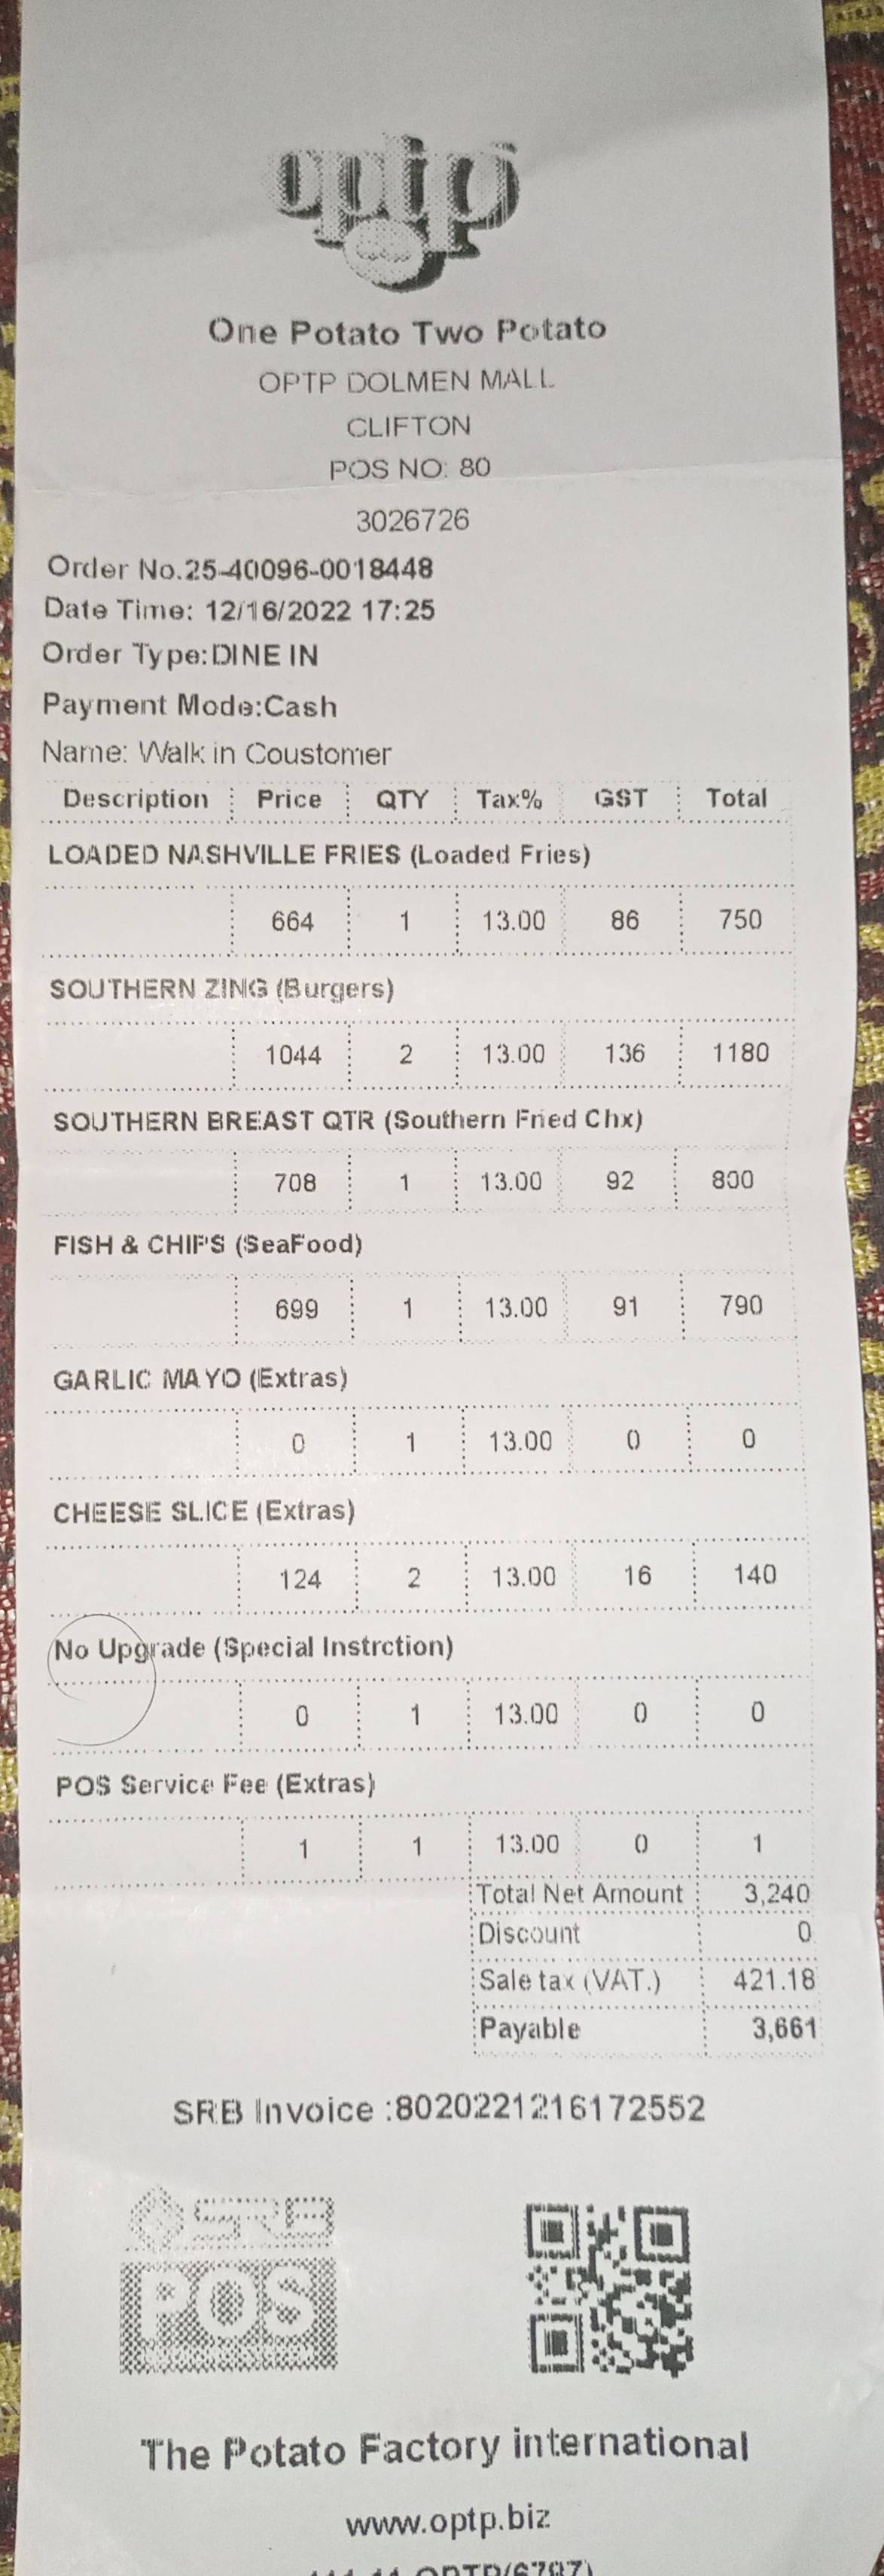 optp
One Potato Two Potato
OPTP DOLMEN MALL
CLIFTON
POS NO: 80
3026726
Order No.25-40096-0018448
Date Time: 12/16/2022 17:25
Order Type:DINE IN
Payment Mode:Cash
Name: Walk in Coustomer
Description Price QTY Tax% GST Total
LOADED NASHVILLE FRIES (Loaded Fries)
664 1 13.00 86 750
SOUTHERN ZING (Burgers)
1044 2 13.00 136 1180
SOUTHERN BREAST QTR (Southern Fried Chx)
708 1 13.00 92 800
FISH & CHIPS (SeaFood)
699 1 13.00 91 790
GARLIC MAYO (Extras)
0 1 13.00 0 0
CHEESE SLICE (Extras)
124 2 13.00 16 140
No Upgrade (Special Instrction)
0 1 13.00 0 0
POS Service Fee (Extras)
1 1 13.00 0 1
Total Net Amount 3,240
Discount 0
Sale tax (VAT.) 421.18
Payable 3,661
SRB Invoice :8020221216172552
SRB
POS
The Potato Factory international
www.optp.biz
OPTP(6787)